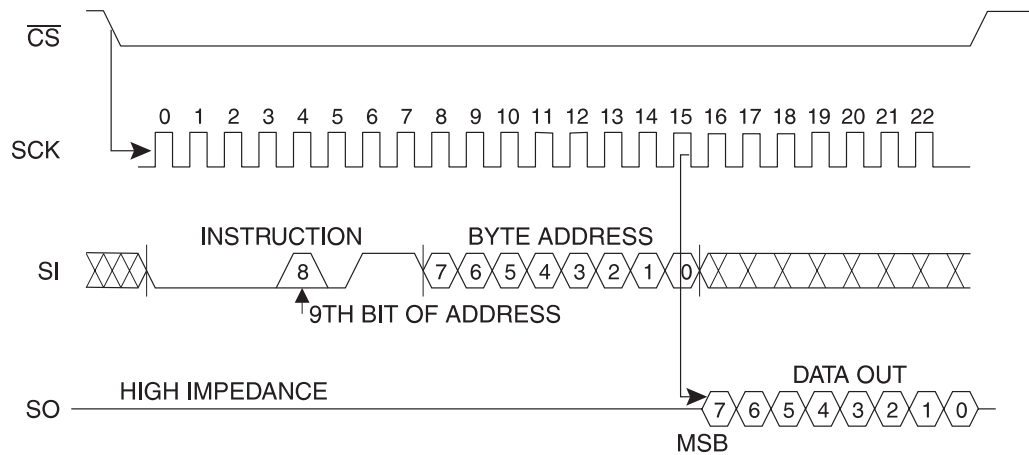 CS
0 1 2 3 4 5 6 7 8 9 10 11 12 13 14 15 16 17 18 19 20 21 22
SCK
INSTRUCTION BYTE ADDRESS
SI 8 7 6 5 4 3 2 1 0
9TH BIT OF ADDRESS
HIGH IMPEDANCE DATA OUT
SO 7 6 5 4 3 2 1 0
MSB